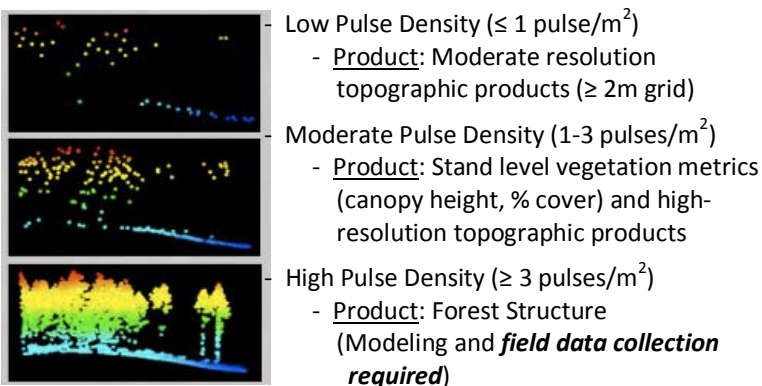 - Low Pulse Density (≤ 1 pulse/m²)
- Product: Moderate resolution
topographic products (≥ 2m grid)
- Moderate Pulse Density (1-3 pulses/m²)
- Product: Stand level vegetation metrics
(canopy height, % cover) and high-
resolution topographic products
- High Pulse Density (≥ 3 pulses/m²)
- Product: Forest Structure
(Modeling and field data collection
required)